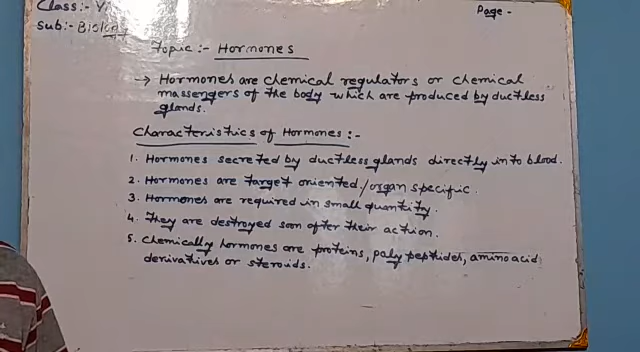 Class:- V
Page -
Sub:- Biology
Topic :- Hormones
→ Hormones are chemical regulators or chemical
massengers of the body which are produced by ductless
glands.
Characteristics of Hormones :-
1. Hormones secreted by ductless glands directly into blood.
2. Hormones are target oriented/organ specific.
3. Hormones are required in small quantity.
4. They are destroyed soon after their action.
5. Chemically hormones are proteins, paly peptides, amino acid
derivatives or steroids.